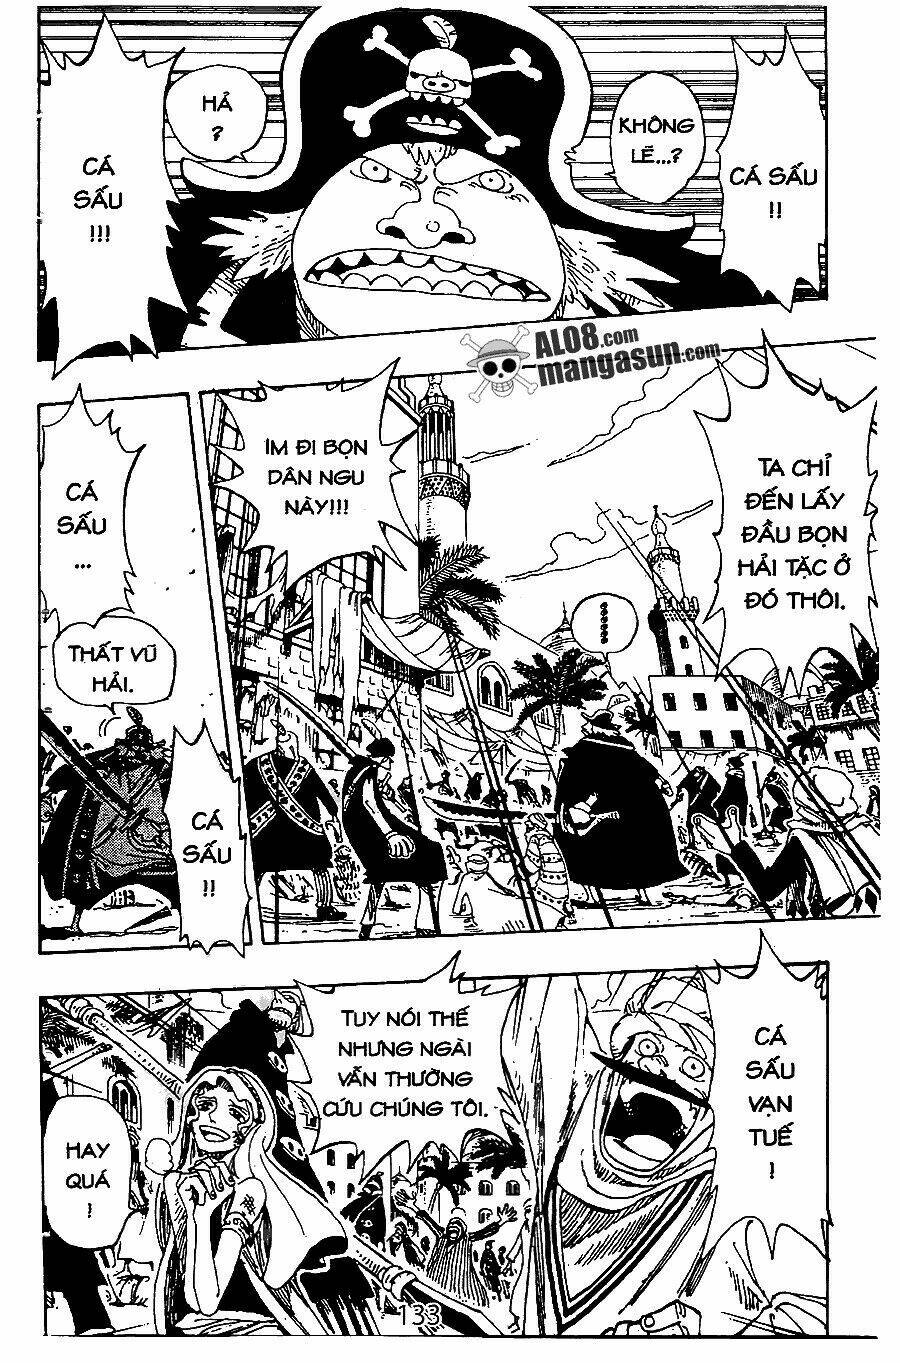 CÁ SẤU
!!
KHÔNG
LẼ...?
HẢ
?
CÁ
SẤU
!!!
AL08.com
mangasun.com
TA CHỈ
ĐẾN LẤY
ĐẦU BỌN
HẢI TẶC Ở
ĐÓ THÔI.
IM ĐI BỌN
DÂN NGU
NÀY!!!
CÁ
SẤU
...
THẤT VŨ
HẢI.
CÁ
SẤU
!!
CÁ
SẤU
VẠN
TUẾ
!
TUY NÓI THẾ
NHƯNG NGÀI
VẪN THƯỜNG
CỨU CHÚNG TÔI.
HAY
QUÁ
!
133